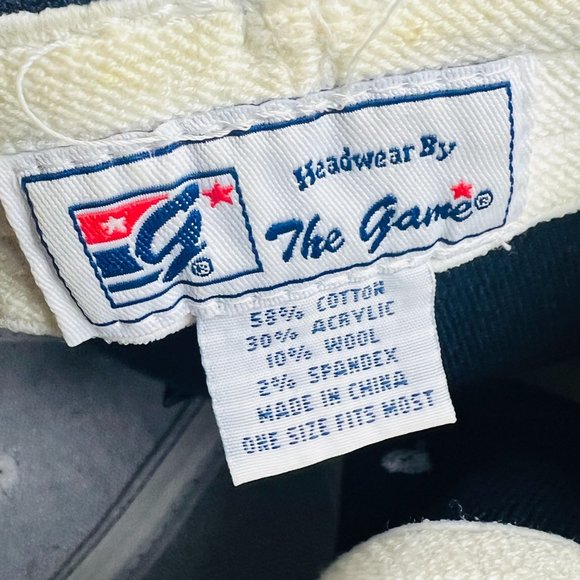 G®
Headwear By
The Game®
58% COTTON
30% ACRYLIC
10% WOOL
2% SPANDEX
MADE IN CHINA
ONE SIZE FITS MOST